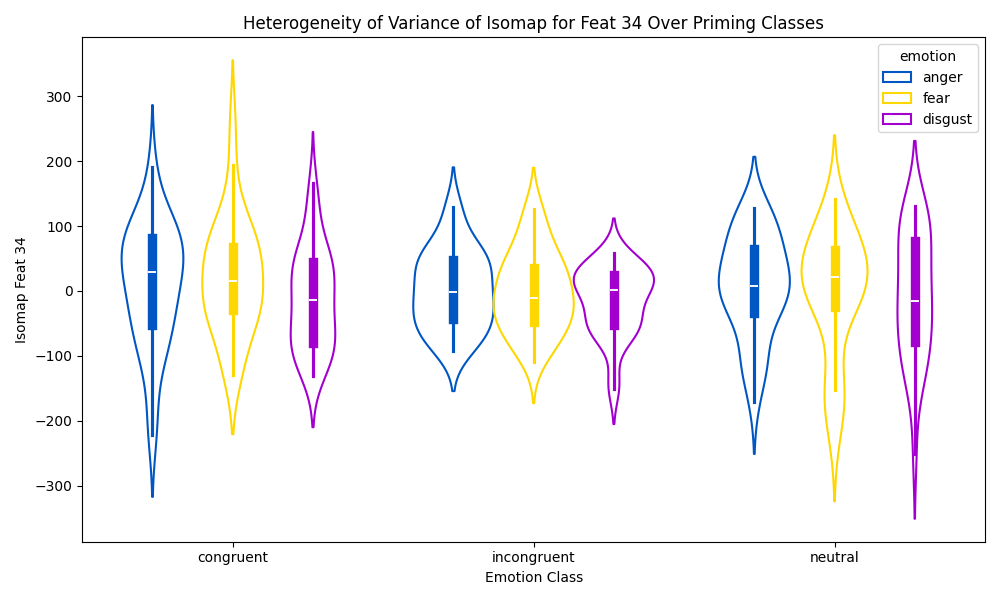 Heterogeneity of Variance of Isomap for Feat 34 Over Priming Classes
emotion
anger
fear
disgust
300
200
100
0
−100
−200
−300
Isomap Feat 34
congruent
incongruent
neutral
Emotion Class